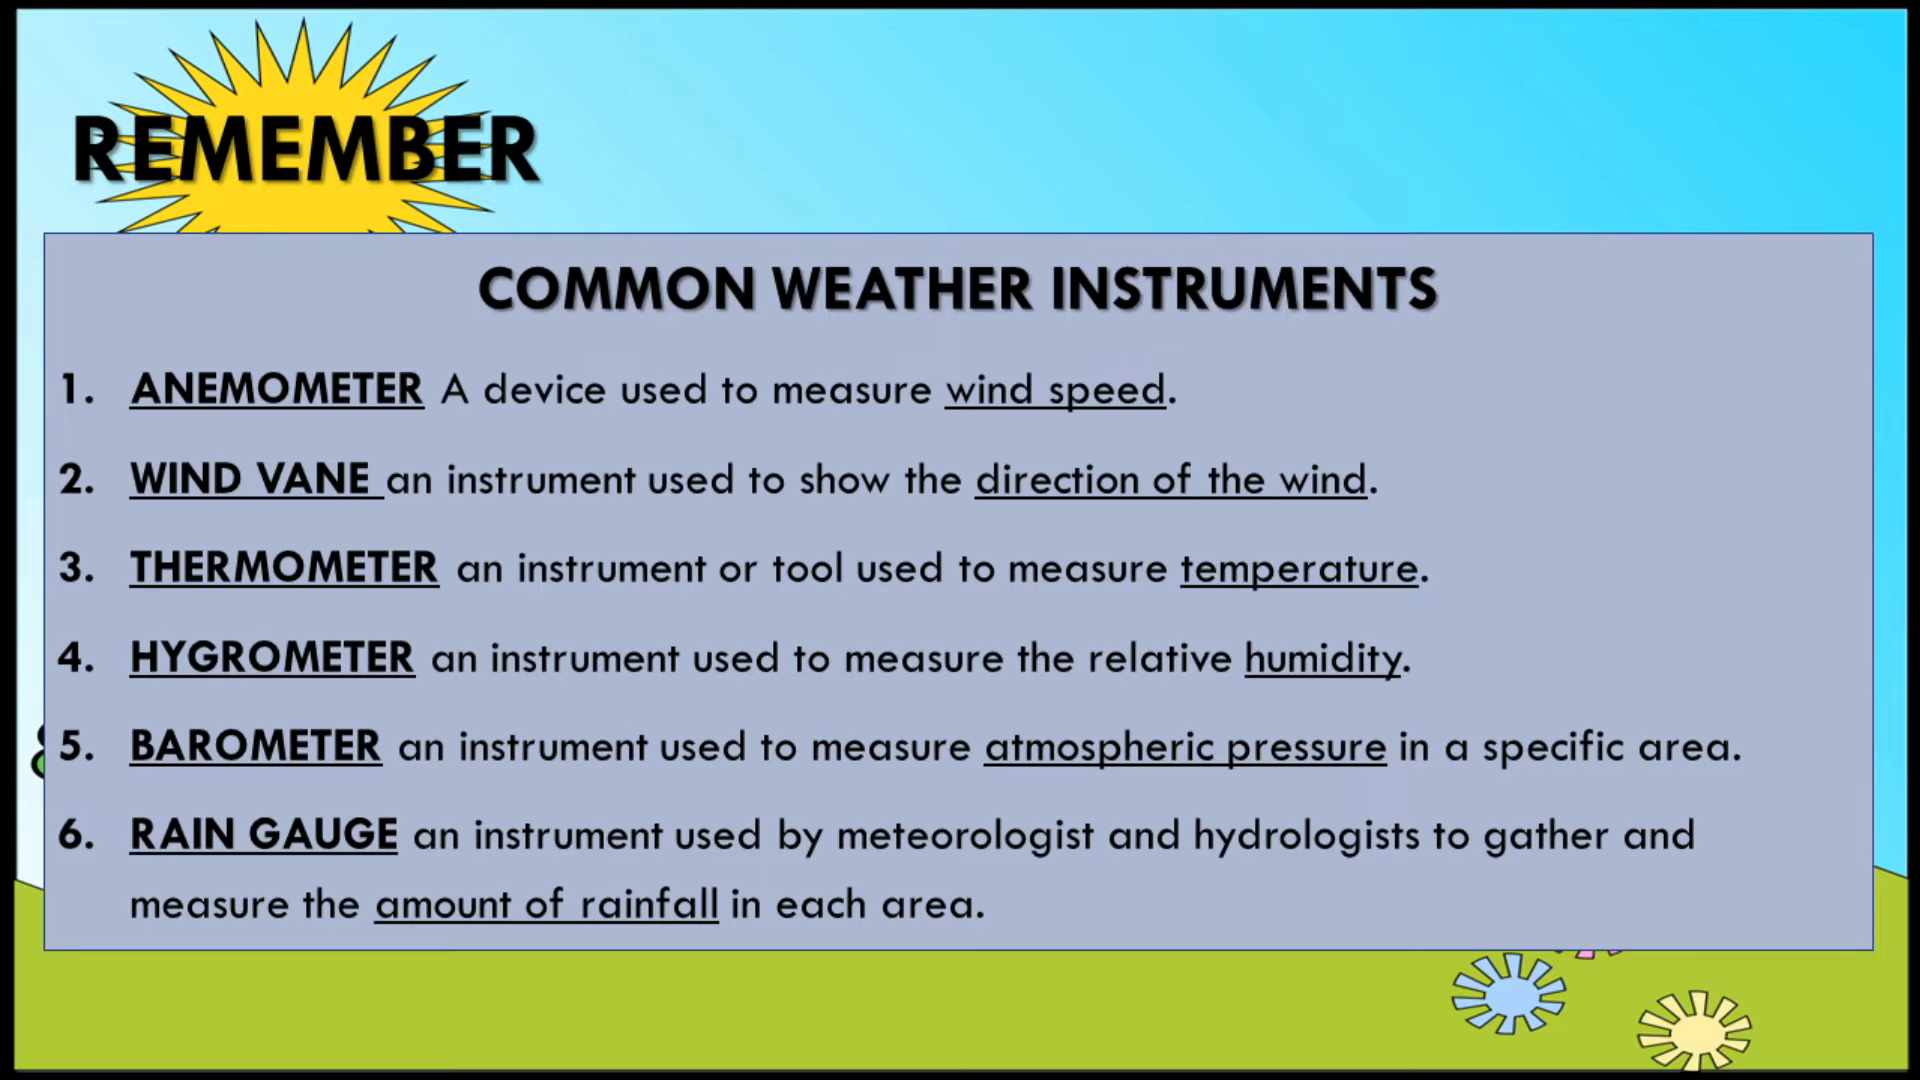 REMEMBER
COMMON WEATHER INSTRUMENTS
1. ANEMOMETER A device used to measure wind speed.
2. WIND VANE an instrument used to show the direction of the wind.
3. THERMOMETER an instrument or tool used to measure temperature.
4. HYGROMETER an instrument used to measure the relative humidity.
5. BAROMETER an instrument used to measure atmospheric pressure in a specific area.
6. RAIN GAUGE an instrument used by meteorologist and hydrologists to gather and
measure the amount of rainfall in each area.